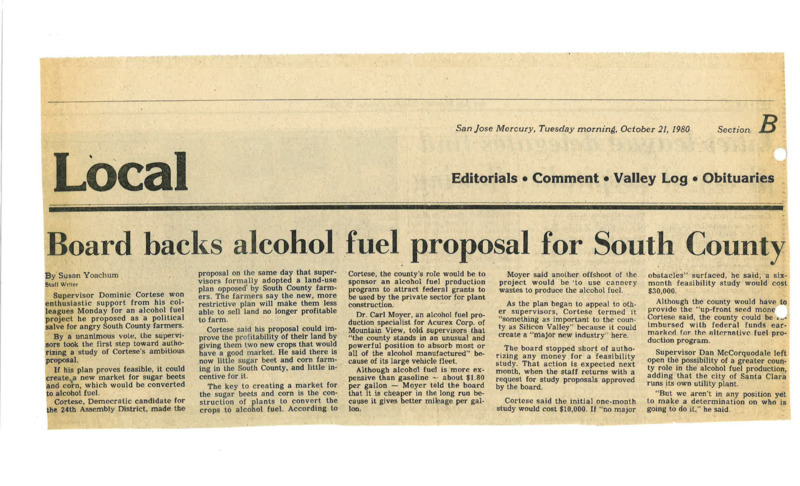 San Jose Mercury, Tuesday morning, October 21, 1980 Section B
Local
Editorials • Comment • Valley Log • Obituaries
Board backs alcohol fuel proposal for South County
By Susan Yoachum
Staff Writer
Supervisor Dominic Cortese won
enthusiastic support from his col-
leagues Monday for an alcohol fuel
project he proposed as a political
salve for angry South County farmers.
By a unanimous vote, the supervi-
sors took the first step toward autho-
rizing a study of Cortese's ambitious
proposal.
If his plan proves feasible, it could
create a new market for sugar beets
and corn, which would be converted
to alcohol fuel.
Cortese, Democratic candidate for
the 24th Assembly District, made the
proposal on the same day that super-
visors formally adopted a land-use
plan opposed by South County farm-
ers. The farmers say the new, more
restrictive plan will make them less
able to sell land no longer profitable
to farm.
Cortese said his proposal could im-
prove the profitability of their land by
giving them two new crops that would
have a good market. He said there is
now little sugar beet and corn farm-
ing in the South County, and little in-
centive for it.
The key to creating a market for
the sugar beets and corn is the con-
struction of plants to convert the
crops to alcohol fuel. According to
Cortese, the county's role would be to
sponsor an alcohol fuel production
program to attract federal grants to
be used by the private sector for plant
construction.
Dr. Carl Moyer, an alcohol fuel pro-
duction specialist for Acurex Corp. of
Mountain View, told supervisors that
"the county stands in an unusual and
powerful position to absorb most or
all of the alcohol manufactured" be-
cause of its large vehicle fleet.
Although alcohol fuel is more ex-
pensive than gasoline — about $1.80
per gallon — Moyer told the board
that it is cheaper in the long run be-
cause it gives better mileage per gal-
lon.
Moyer said another offshoot of the
project would be to use cannery
wastes to produce the alcohol fuel.
As the plan began to appeal to oth-
er supervisors, Cortese termed it
"something as important to the coun-
ty as Silicon Valley" because it could
create a "major new industry" here.
The board stopped short of autho-
rizing any money for a feasibility
study. That action is expected next
month, when the staff returns with a
request for study proposals approved
by the board.
Cortese said the initial one-month
study would cost $10,000. If "no major
obstacles" surfaced, he said, a six-
month feasibility study would cost
$30,000.
Although the county would have to
provide the "up-front seed mon
Cortese said, the county could be
imbursed with federal funds ear-
marked for the alternative fuel pro-
duction program.
Supervisor Dan McCorquodale left
open the possibility of a greater coun-
ty role in the alcohol fuel production,
adding that the city of Santa Clara
runs its own utility plant.
"But we aren't in any position yet
to make a determination on who is
going to do it," he said.